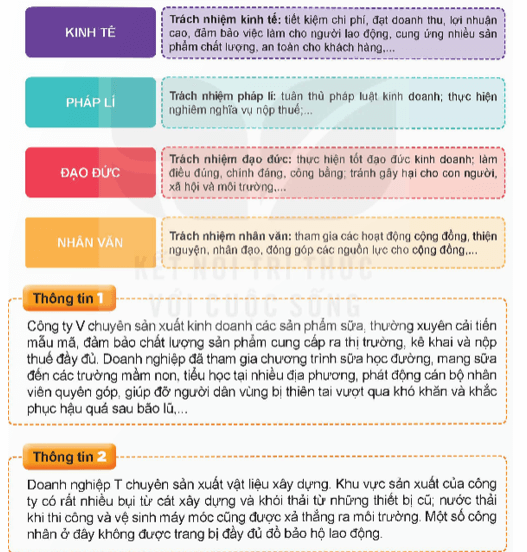 KINH TẾ
Trách nhiệm kinh tế: tiết kiệm chi phí, đạt doanh thu, lợi nhuận
cao, đảm bảo việc làm cho người lao động, cung ứng nhiều sản
phẩm chất lượng, an toàn cho khách hàng,...
PHÁP LÍ
Trách nhiệm pháp lí: tuân thủ pháp luật kinh doanh; thực hiện
nghiêm nghĩa vụ nộp thuế;...
ĐẠO ĐỨC
Trách nhiệm đạo đức: thực hiện tốt đạo đức kinh doanh; làm
điều đúng, chính đáng, công bằng; tránh gây hại cho con người,
xã hội và môi trường,...
NHÂN VĂN
Trách nhiệm nhân văn: tham gia các hoạt động cộng đồng, thiện
nguyện, nhân đạo, đóng góp các nguồn lực cho cộng đồng,...
KẾT NỐI TRI THỨC
VỚI CUỘC SỐNG
Thông tin 1
Công ty V chuyên sản xuất kinh doanh các sản phẩm sữa, thường xuyên cải tiến
mẫu mã, đảm bảo chất lượng sản phẩm cung cấp ra thị trường, kê khai và nộp
thuế đầy đủ. Doanh nghiệp đã tham gia chương trình sữa học đường, mang sữa
đến các trường mầm non, tiểu học tại nhiều địa phương, phát động cán bộ nhân
viên quyên góp, giúp đỡ người dân vùng bị thiên tai vượt qua khó khăn và khắc
phục hậu quả sau bão lũ,...
Thông tin 2
Doanh nghiệp T chuyên sản xuất vật liệu xây dựng. Khu vực sản xuất của công
ty có rất nhiều bụi từ cát xây dựng và khói thải từ những thiết bị cũ; nước thải
khi thi công và vệ sinh máy móc cũng được xả thẳng ra môi trường. Một số công
nhân ở đây không được trang bị đầy đủ đồ bảo hộ lao động.